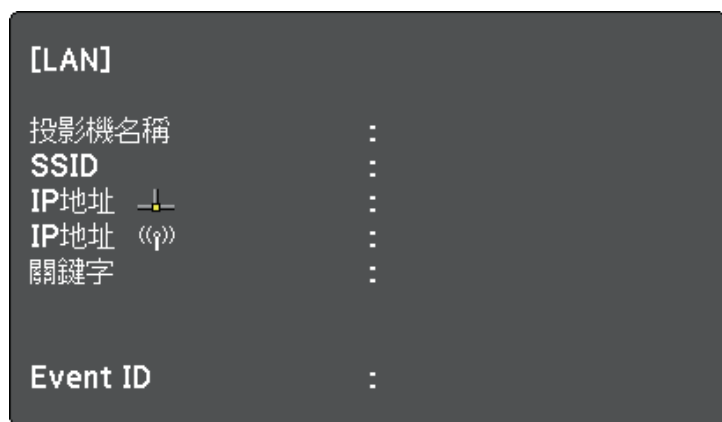 [LAN]
投影機名稱 :
SSID :
IP地址 :
IP地址 :
關鍵字 :
Event ID :